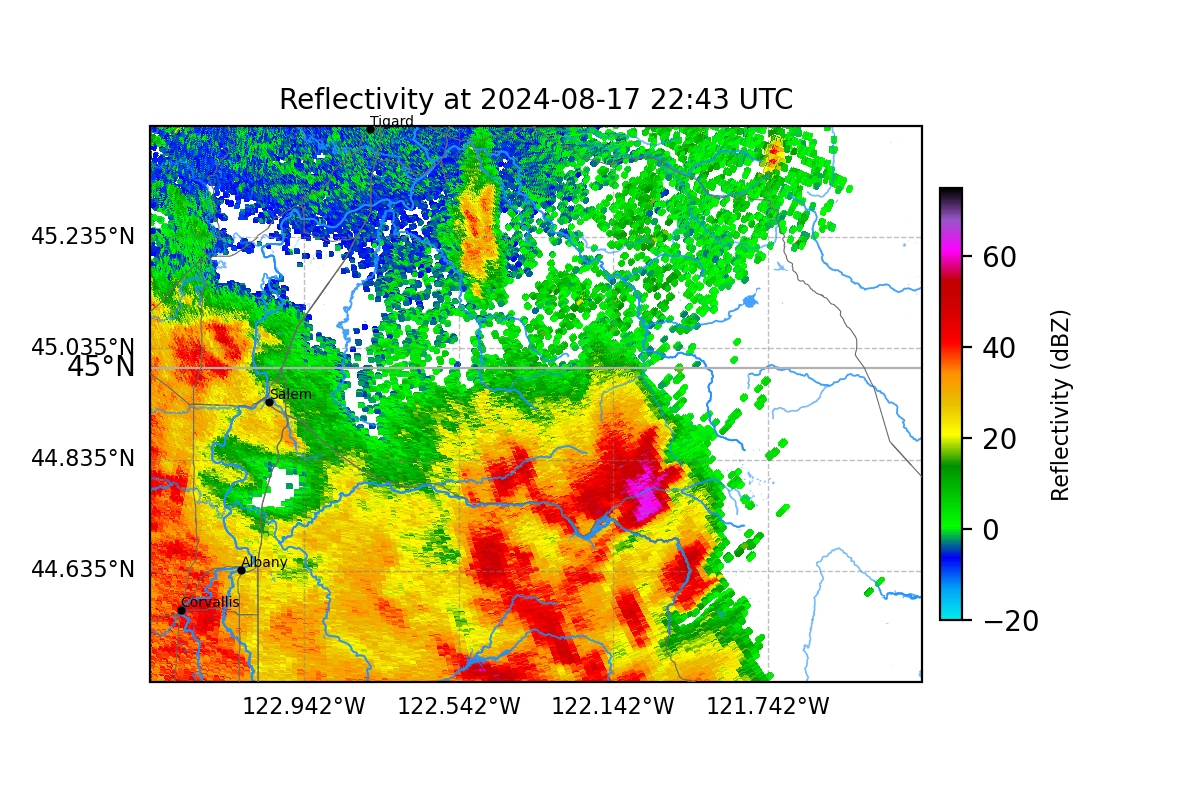 Reflectivity at 2024-08-17 22:43 UTC
Tigard
45.235°N
45.035°N
45°N
Salem
44.835°N
44.635°N
Albany
Corvallis
122.942°W
122.542°W
122.142°W
121.742°W
60
40
20
0
−20
Reflectivity (dBZ)